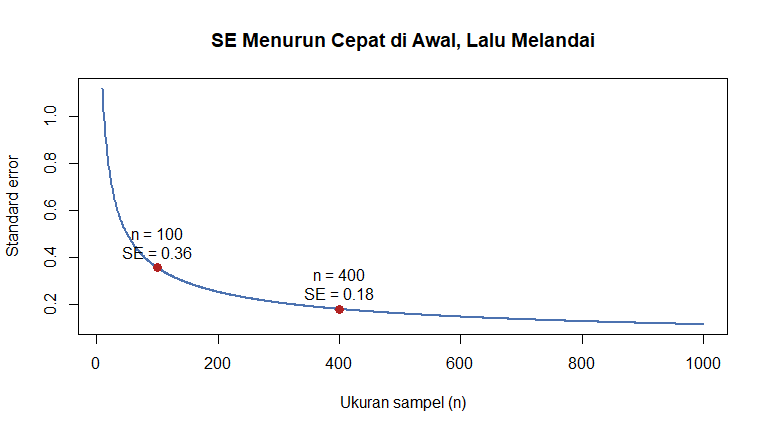 SE Menurun Cepat di Awal, Lalu Melandai
Standard error
1.0
0.8
0.6
0.4
0.2
n = 100
SE = 0.36
n = 400
SE = 0.18
0 200 400 600 800 1000
Ukuran sampel (n)